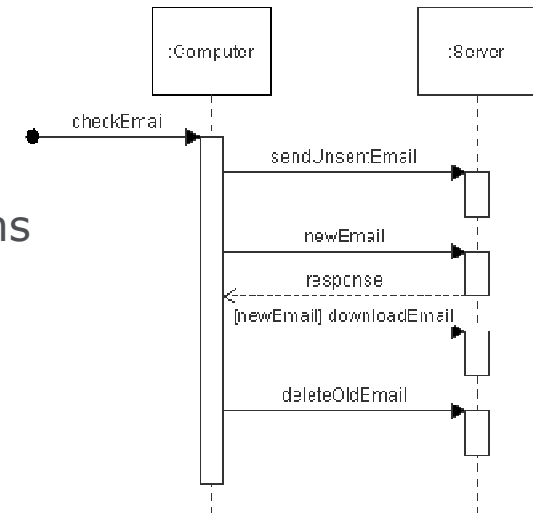 :Computer :Server
checkEmai
sendUnsentEmail
ns
newEmail
response
[newEmail] downloadEmail
deleteOldEmail